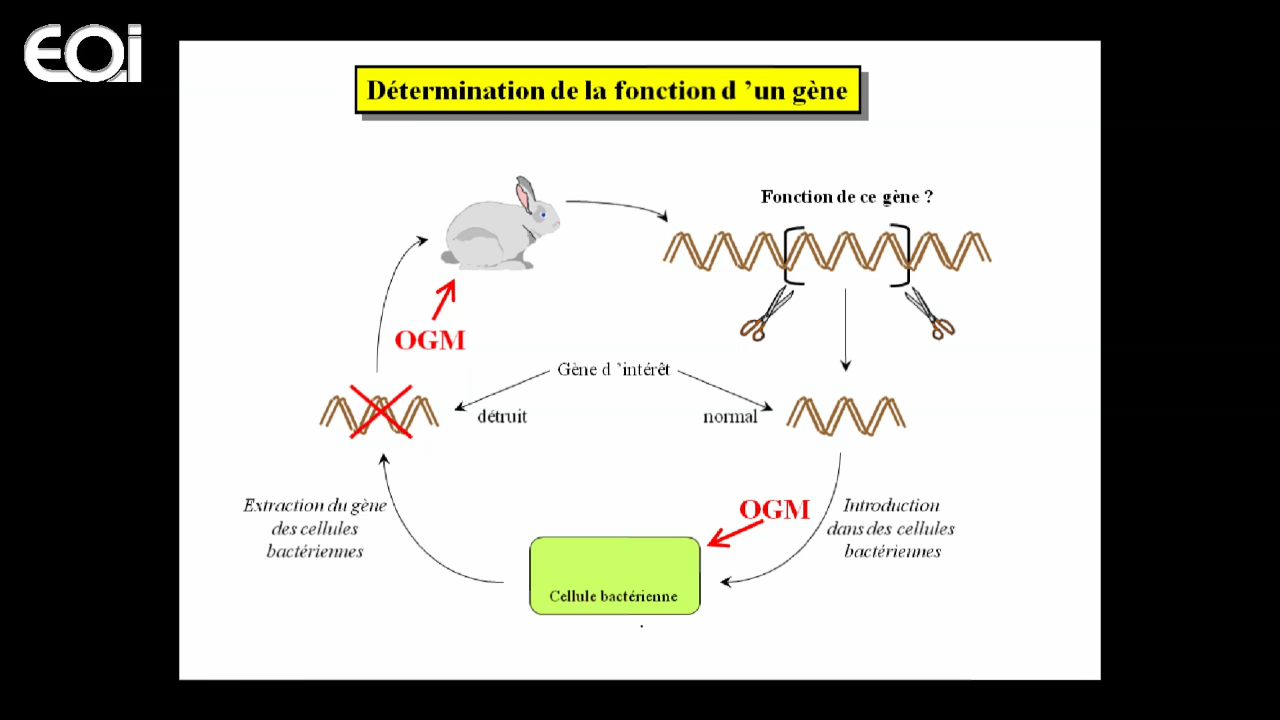 EOi
Détermination de la fonction d ’un gène
Fonction de ce gène ?
OGM
Gène d ‘intérêt
détruit
normal
Extraction du gène
des cellules
bactériennes
OGM
Introduction
dans des cellules
bactériennes
Cellule bactérienne